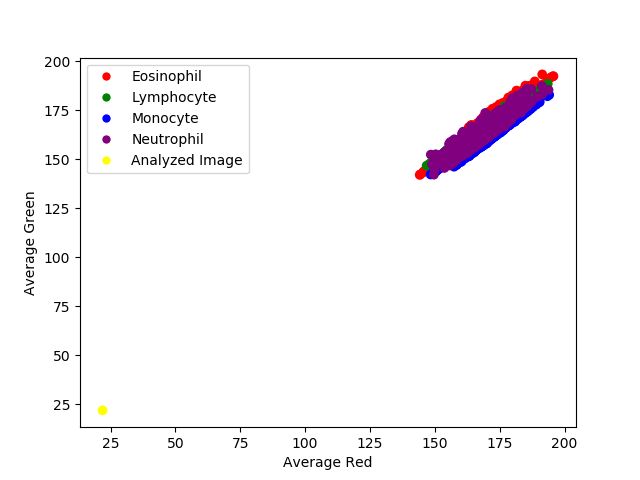 200
175
150
125
100
75
50
25
Average Green
Eosinophil
Lymphocyte
Monocyte
Neutrophil
Analyzed Image
25 50 75 100 125 150 175 200
Average Red